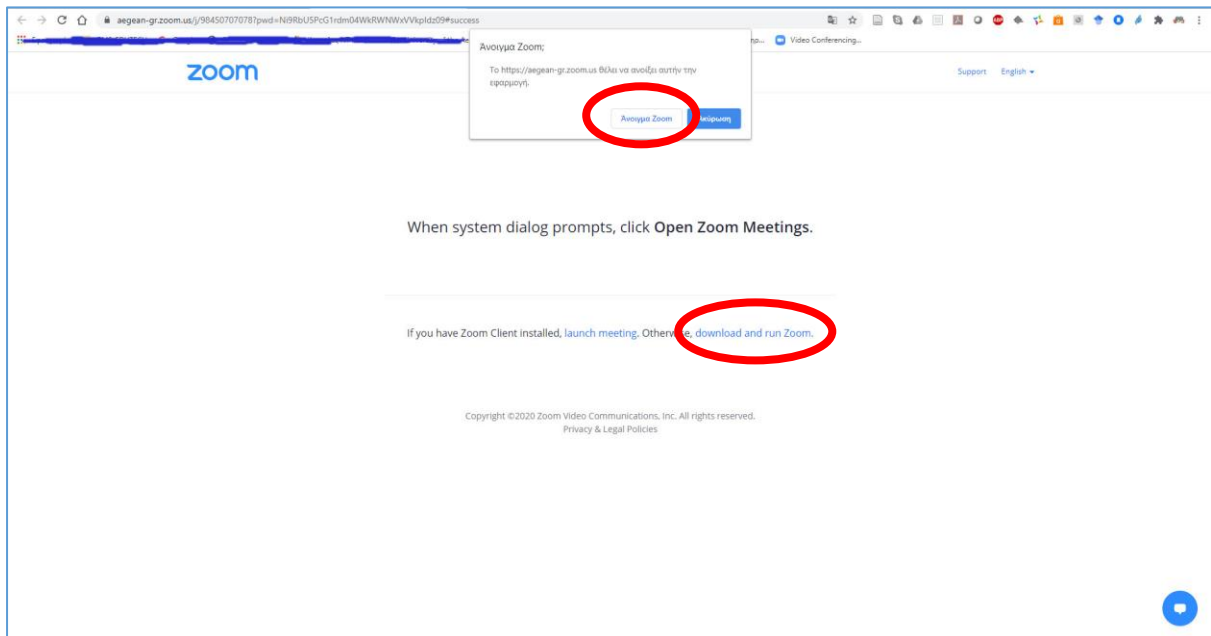 aegean-gr.zoom.us/j/98450707078?pwd=Ni9RbU5PcG1rdm04WkRWNWxVVkpIdz09#success
Video Conferencing...
zoom
Support English
Άνοιγμα Zoom;
Το https://aegean-gr.zoom.us θέλει να ανοίξει αυτήν την
εφαρμογή.
Άνοιγμα Zoom
When system dialog prompts, click Open Zoom Meetings.
If you have Zoom Client installed, launch meeting. Otherwise, download and run Zoom.
Copyright ©2020 Zoom Video Communications, Inc. All rights reserved.
Privacy & Legal Policies